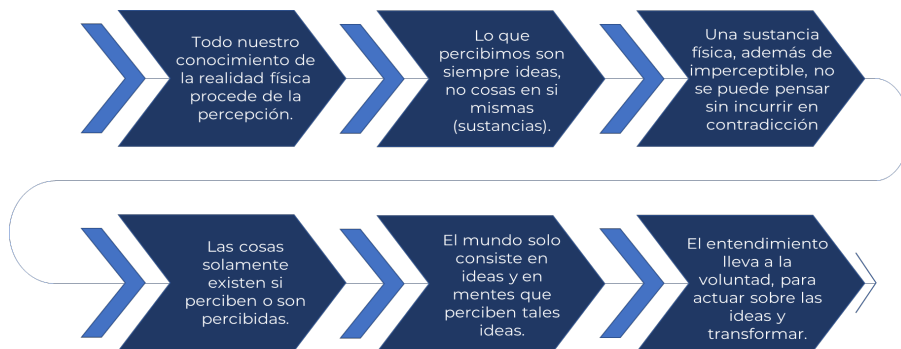 Todo nuestro
conocimiento de
la realidad física
procede de la
percepción.
Lo que
percibimos son
siempre ideas,
no cosas en si
mismas
(sustancias).
Una sustancia
física, además de
imperceptible, no
se puede pensar
sin incurrir en
contradicción
Las cosas
solamente
existen si
perciben o son
percibidas.
El mundo solo
consiste en
ideas y en
mentes que
perciben tales
ideas.
El entendimiento
lleva a la
voluntad, para
actuar sobre las
ideas y
transformar.